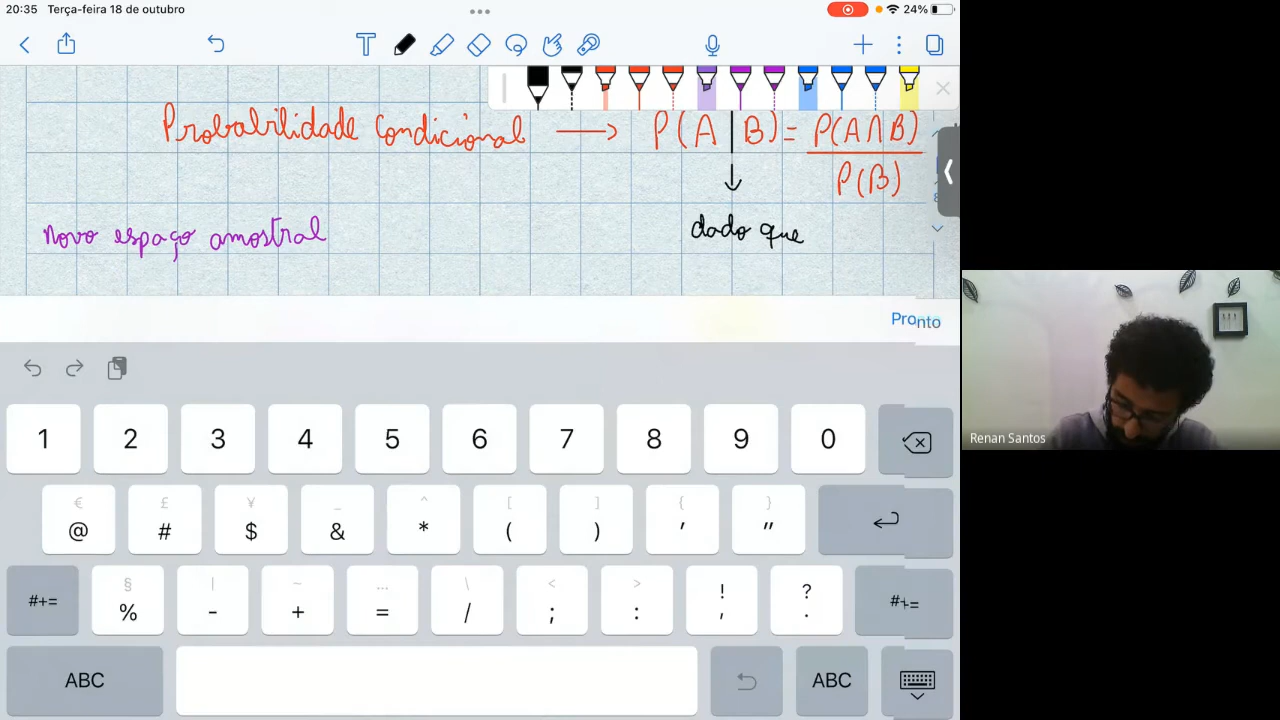 20:35 Terça-feira 18 de outubro
24%
Probabilidade Condicional → P(A | B) = P(A∩B)
P(B)
novo espaço amostral
dado que
Pronto
1 2 3 4 5 6 7 8 9 0
€ £ ¥ _ ^ [ ] { }
@ # $ & * ( ) ' "
§ | ~ … \ < > ! ?
#+= % - + = / ; : , . #+=
ABC ABC
Renan Santos